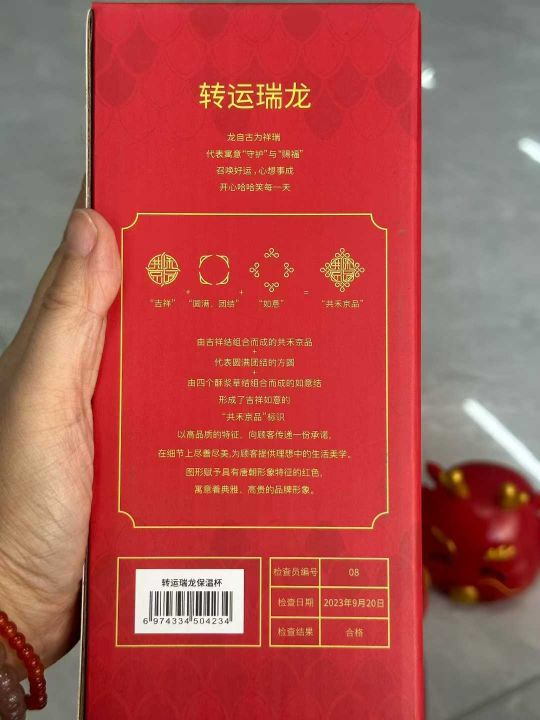 转运瑞龙
龙自古为祥瑞
代表寓意“守护”与“赐福”
召唤好运，心想事成
开心哈哈笑每一天
+ + =
“吉祥” “圆满、团结” “如意” “共禾京品”
由吉祥结组合而成的共禾京品
+
代表圆满团结的方圆
+
由四个酥浆草结组合而成的如意结
形成了吉祥如意的
“共禾京品”标识
以高品质的特征，向顾客传递一份承诺，
在细节上尽善尽美，为顾客提供理想中的生活美学。
图形赋予具有唐朝形象特征的红色，
寓意着典雅、高贵的品牌形象。
转运瑞龙保温杯
6 974334 504234
检查员编号 08
检查日期 2023年9月20日
检查结果 合格